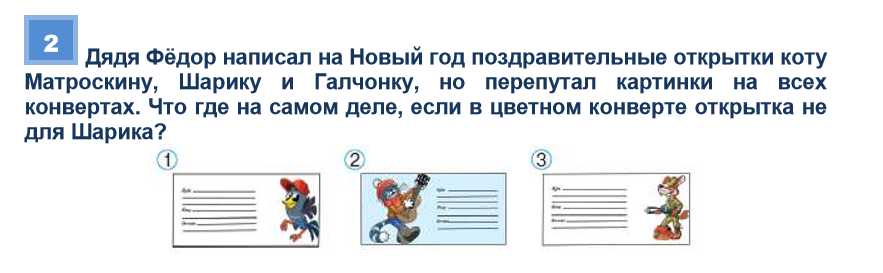 2
Дядя Фёдор написал на Новый год поздравительные открытки коту
Матроскину, Шарику и Галчонку, но перепутал картинки на всех
конвертах. Что где на самом деле, если в цветном конверте открытка не
для Шарика?
1 2 3